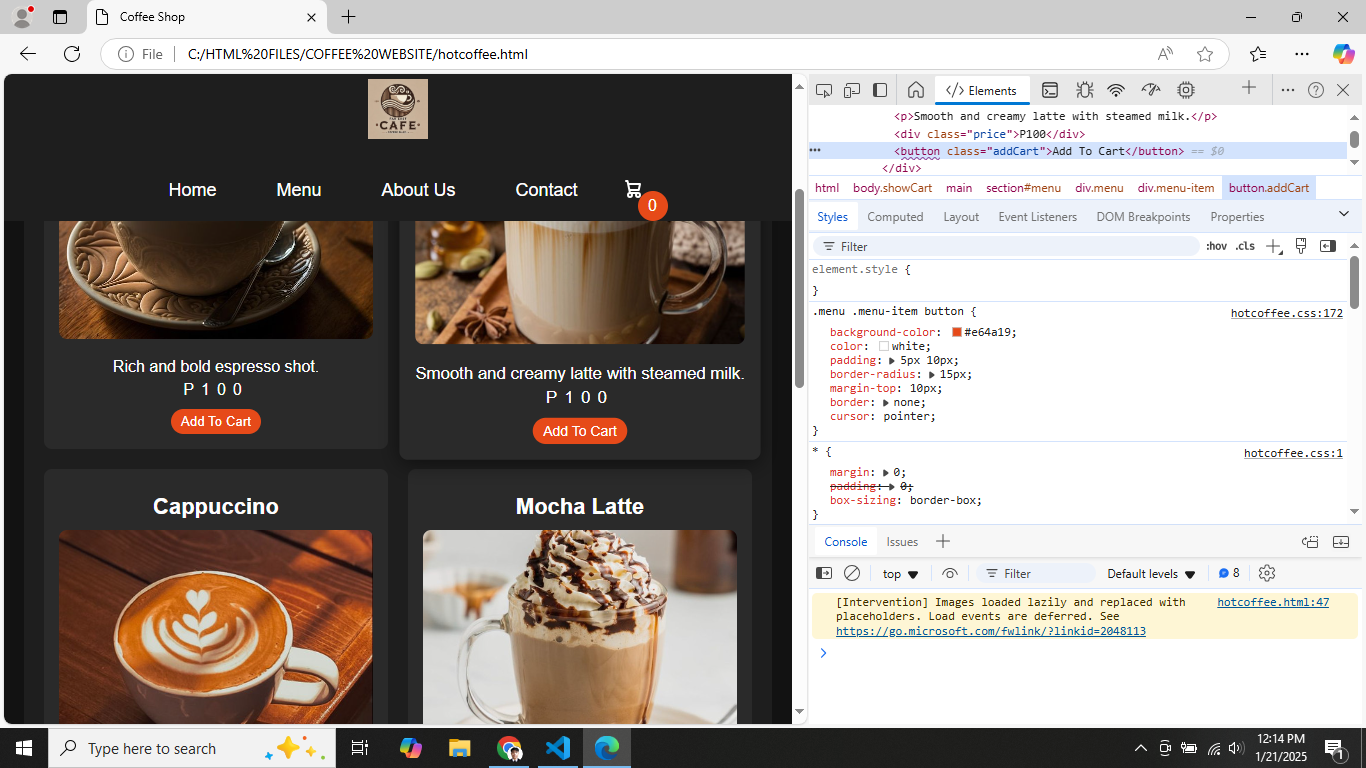 Coffee Shop
File
C:/HTML%20FILES/COFFEE%20WEBSITE/hotcoffee.html
CAFE
Home
Menu
About Us
Contact
0
Rich and bold espresso shot.
P 1 0 0
Add To Cart
Smooth and creamy latte with steamed milk.
P 1 0 0
Add To Cart
Cappuccino
Mocha Latte
Elements
<p>Smooth and creamy latte with steamed milk.</p>
<div class="price">P100</div>
<button class="addCart">Add To Cart</button> == $0
</div>
html body.showCart main section#menu div.menu div.menu-item button.addCart
Styles Computed Layout Event Listeners DOM Breakpoints Properties
Filter :hov .cls
element.style {
}
.menu .menu-item button { hotcoffee.css:172
background-color: #e64a19;
color: white;
padding: 5px 10px;
border-radius: 15px;
margin-top: 10px;
border: none;
cursor: pointer;
}
* { hotcoffee.css:1
margin: 0;
padding: 0;
box-sizing: border-box;
}
Console Issues
top Filter Default levels 8
[Intervention] Images loaded lazily and replaced with hotcoffee.html:47
placeholders. Load events are deferred. See
https://go.microsoft.com/fwlink/?linkid=2048113
Type here to search
12:14 PM
1/21/2025
1